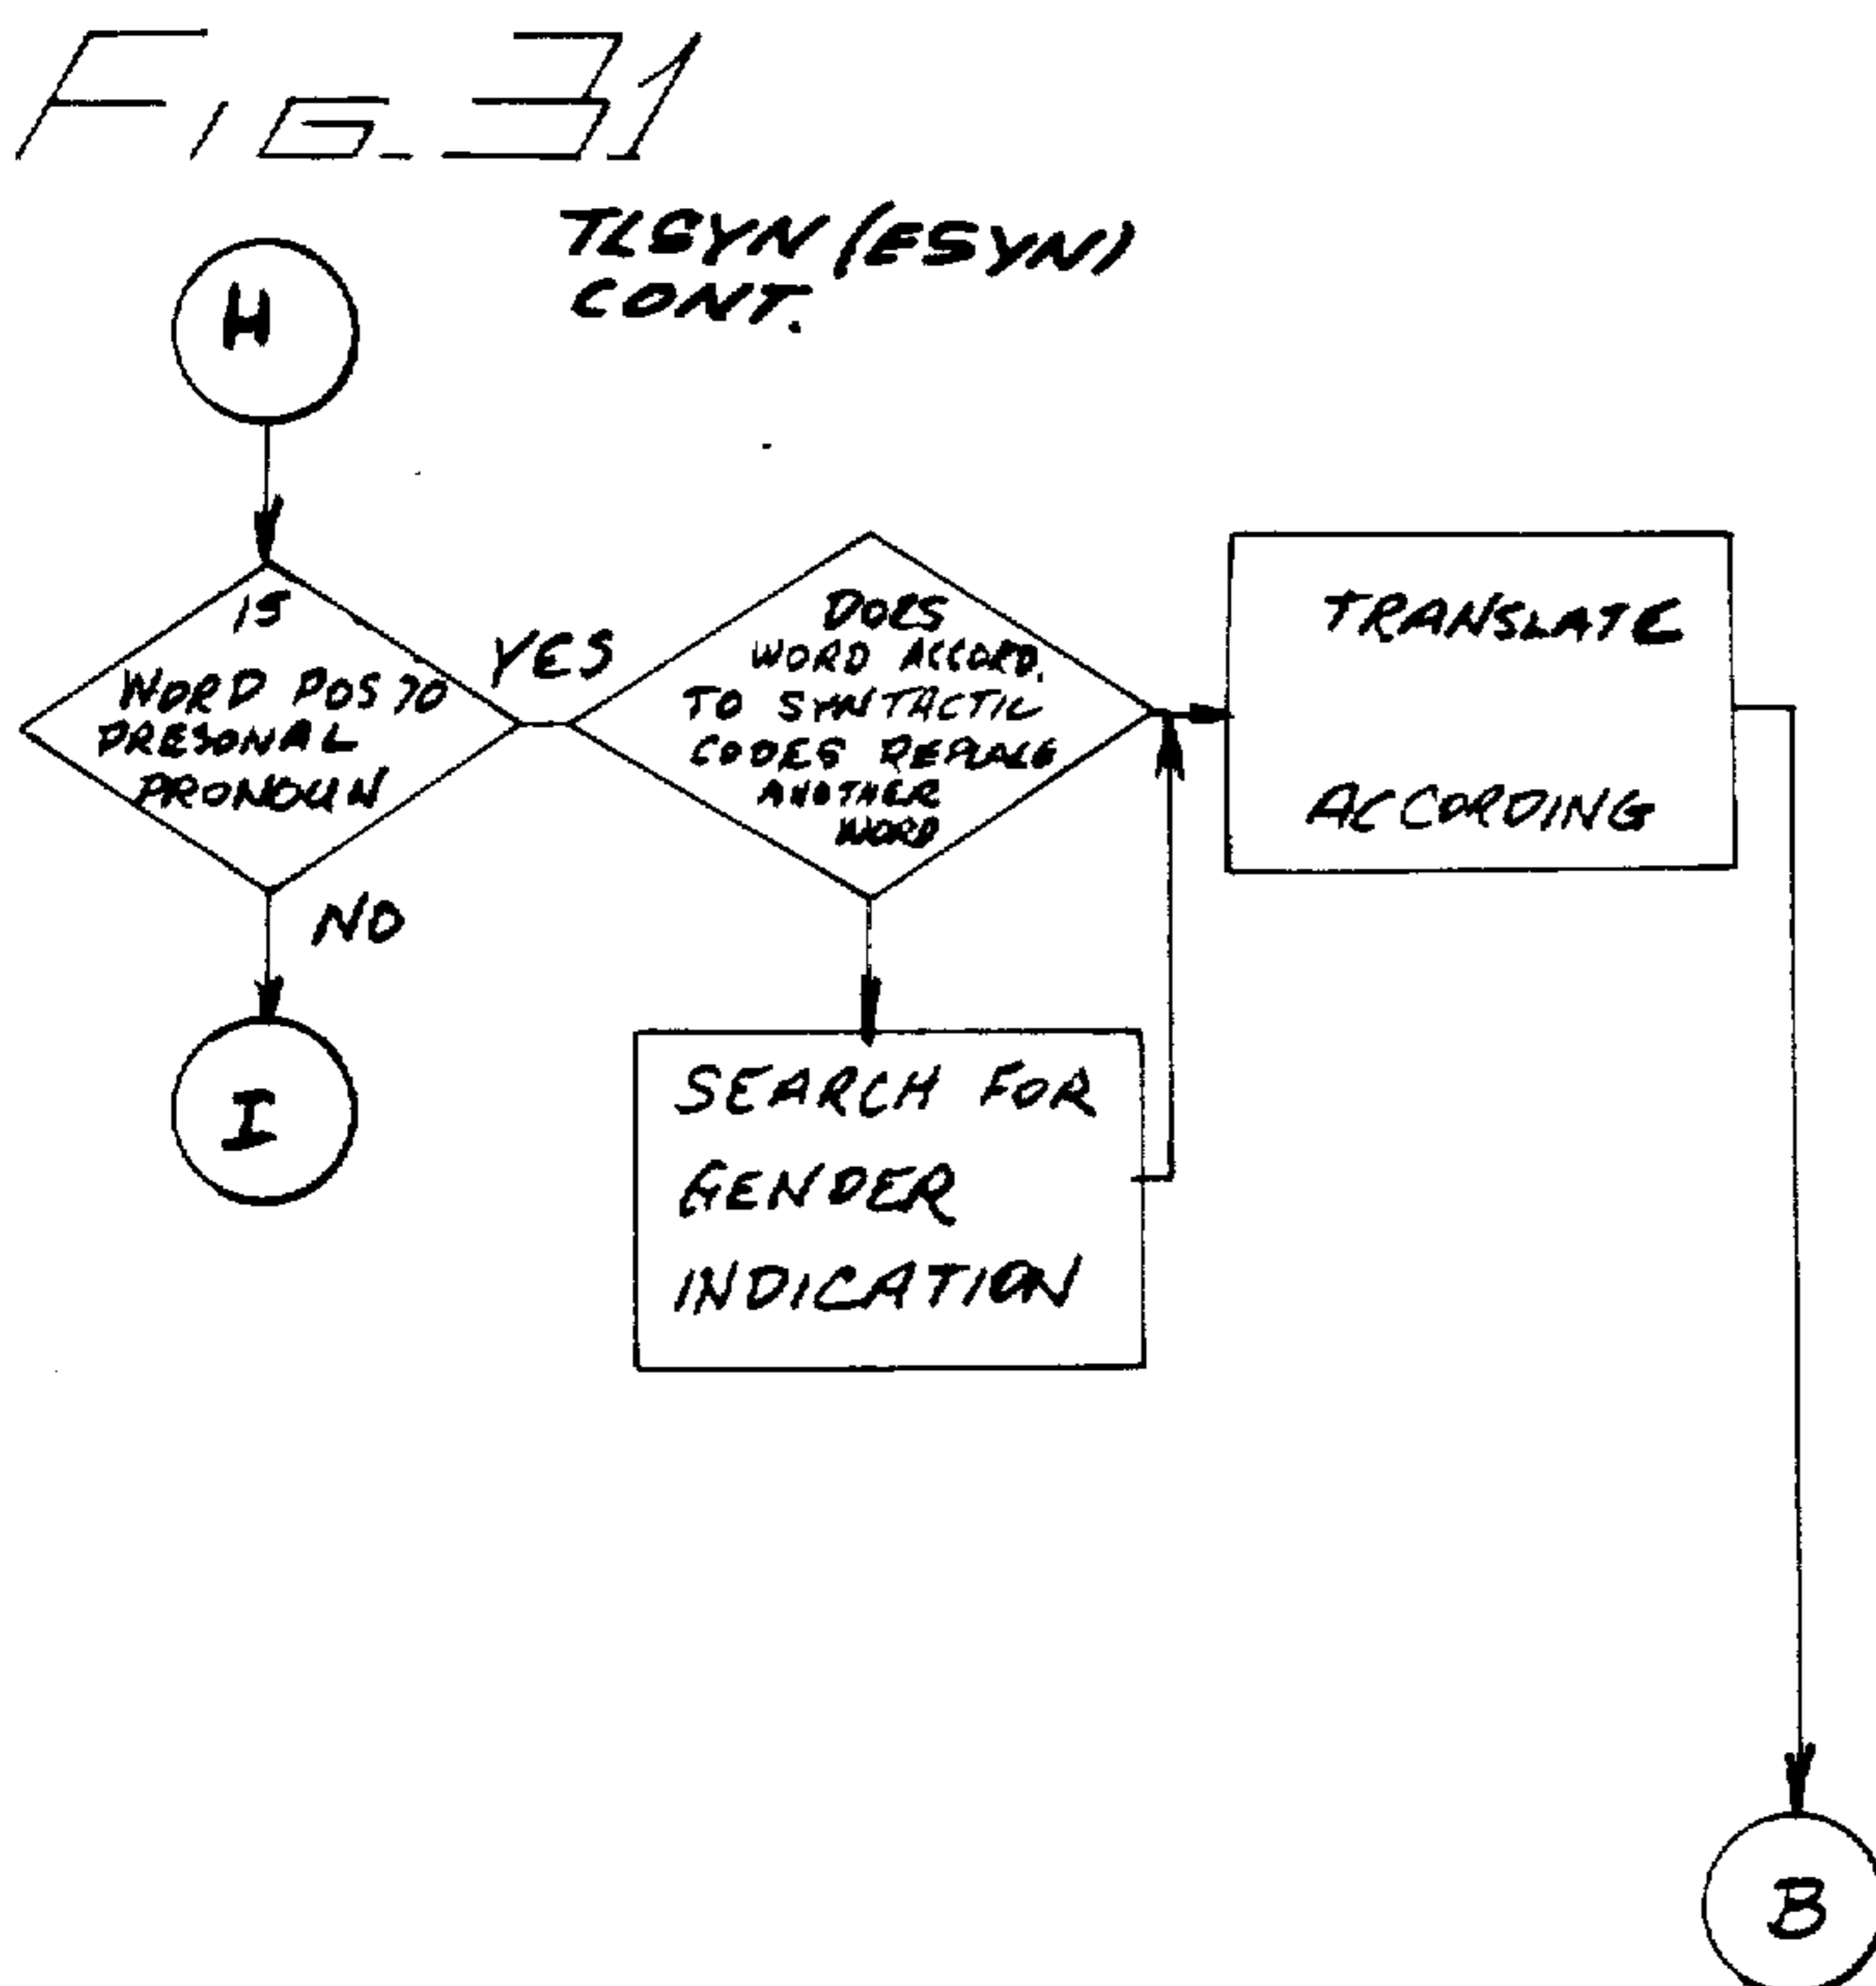 FIG. 31
TLSYN (ESYN)
CONT.
H
IS
WORD POS 70
PRESONAL
PRONOUN
YES
NO
I
DOES
WORD ACCORD.
TO SYNTACTIC
CODES REPLACE
ANOTHER
WORD
TRANSLATE
ACCORDING
SEARCH FOR
GENDER
INDICATION
B